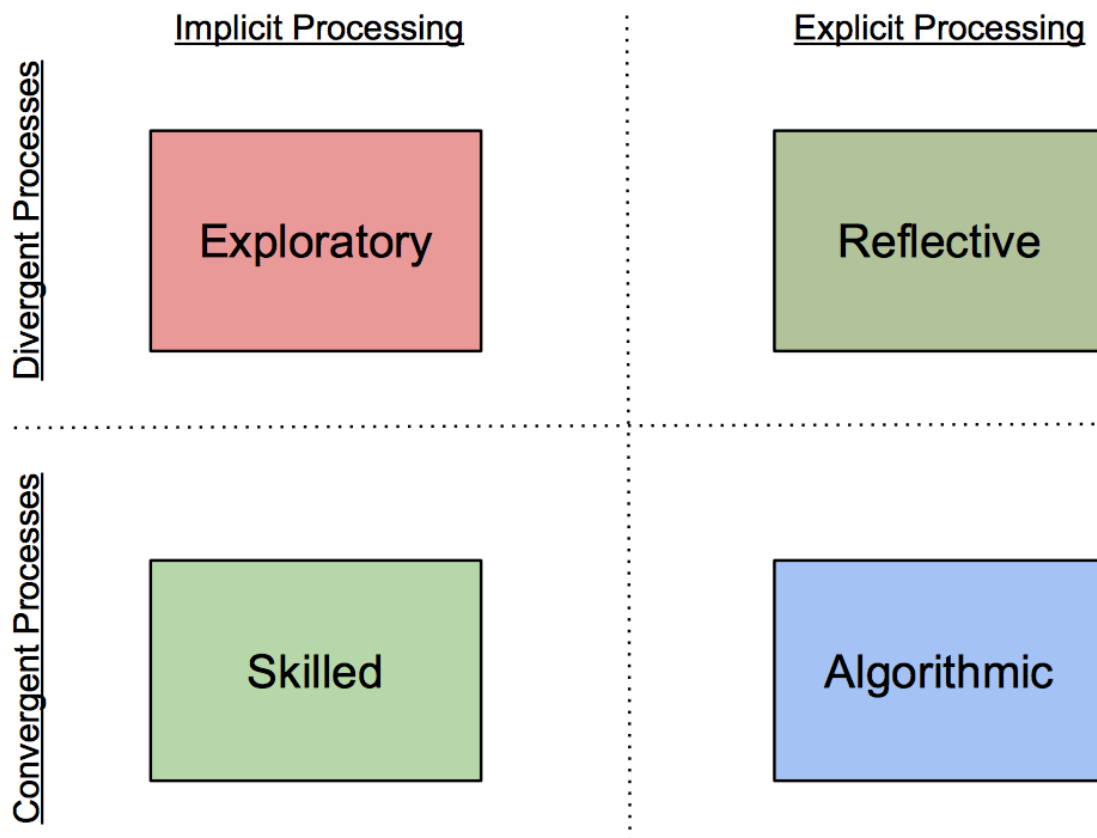 Implicit Processing
Explicit Processing
Divergent Processes
Exploratory
Reflective
Convergent Processes
Skilled
Algorithmic